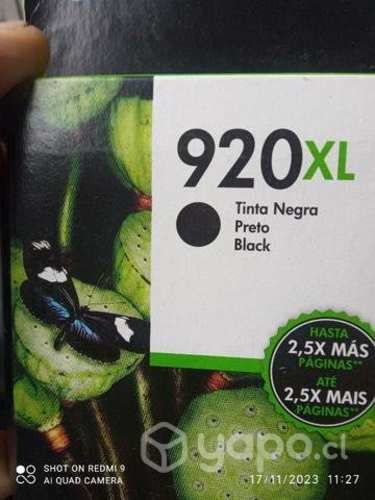 920XL
Tinta Negra
Preto
Black
HASTA
2,5X MÁS
PÁGINAS**
ATÉ
2,5X MAIS
PÁGINAS**
yapo.cl
SHOT ON REDMI 9
AI QUAD CAMERA
17/11/2023 11:27